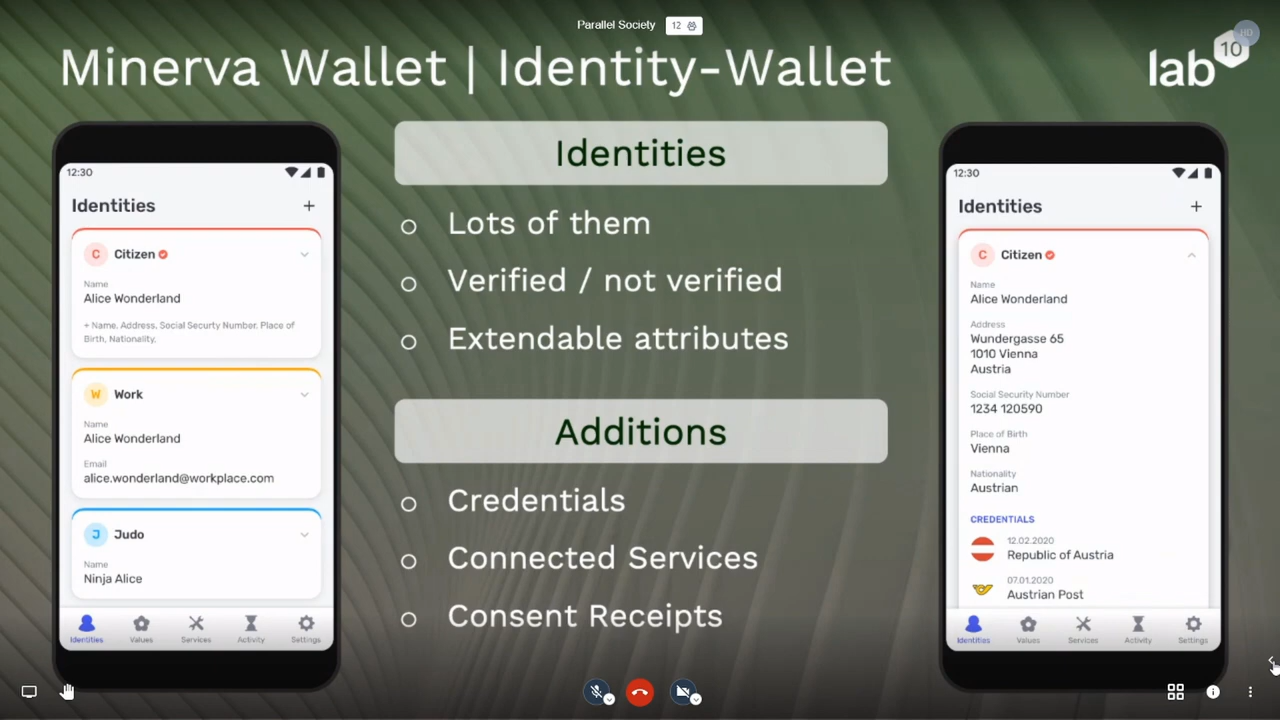 Parallel Society 12
Minerva Wallet | Identity-Wallet
lab10
HD
12:30
Identities
+
C Citizen
Name
Alice Wonderland
+ Name, Address, Social Securty Number, Place of
Birth, Nationality,
W Work
Name
Alice Wonderland
Email
alice.wonderland@workplace.com
J Judo
Name
Ninja Alice
Identities Values Services Activity Settings
Identities
Lots of them
Verified / not verified
Extendable attributes
Additions
Credentials
Connected Services
Consent Receipts
12:30
Identities
+
C Citizen
Name
Alice Wonderland
Address
Wundergasse 65
1010 Vienna
Austria
Social Security Number
1234 120590
Place of Birth
Vienna
Nationality
Austrian
CREDENTIALS
12.02.2020
Republic of Austria
07.01.2020
Austrian Post
Identities Values Services Activity Settings